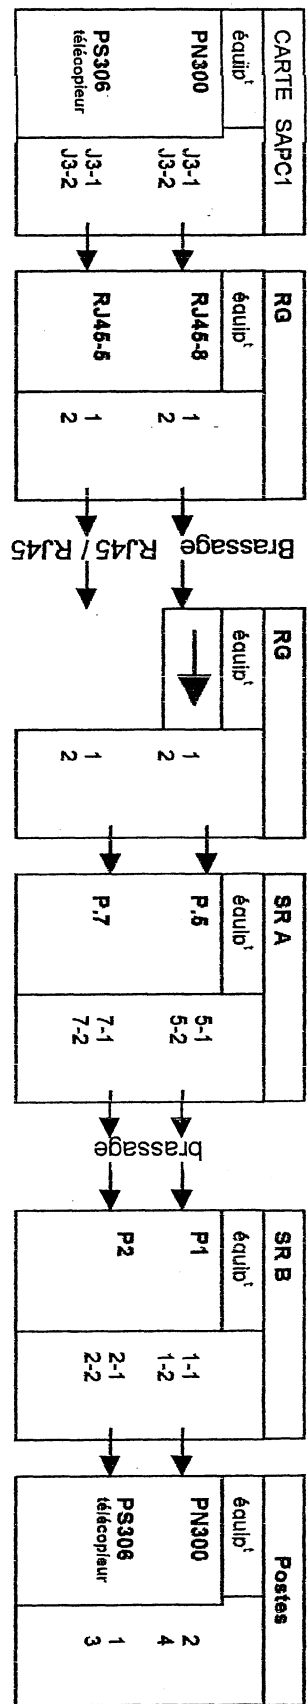 CARTE SAPC1
équipᵗ
PN300
J3-1
J3-2
PS306
télécopieur
J3-1
J3-2
RG
équipᵗ
RJ45-8
1
2
RJ45-5
1
2
Brassage RJ45 / RJ45
RG
équipᵗ
1
2
1
2
SR A
équipᵗ
P,5
5-1
5-2
P,7
7-1
7-2
brassage
SR B
équipᵗ
P1
1-1
1-2
P2
2-1
2-2
Postes
équipᵗ
PN300
2
4
PS306
télécopieur
1
3